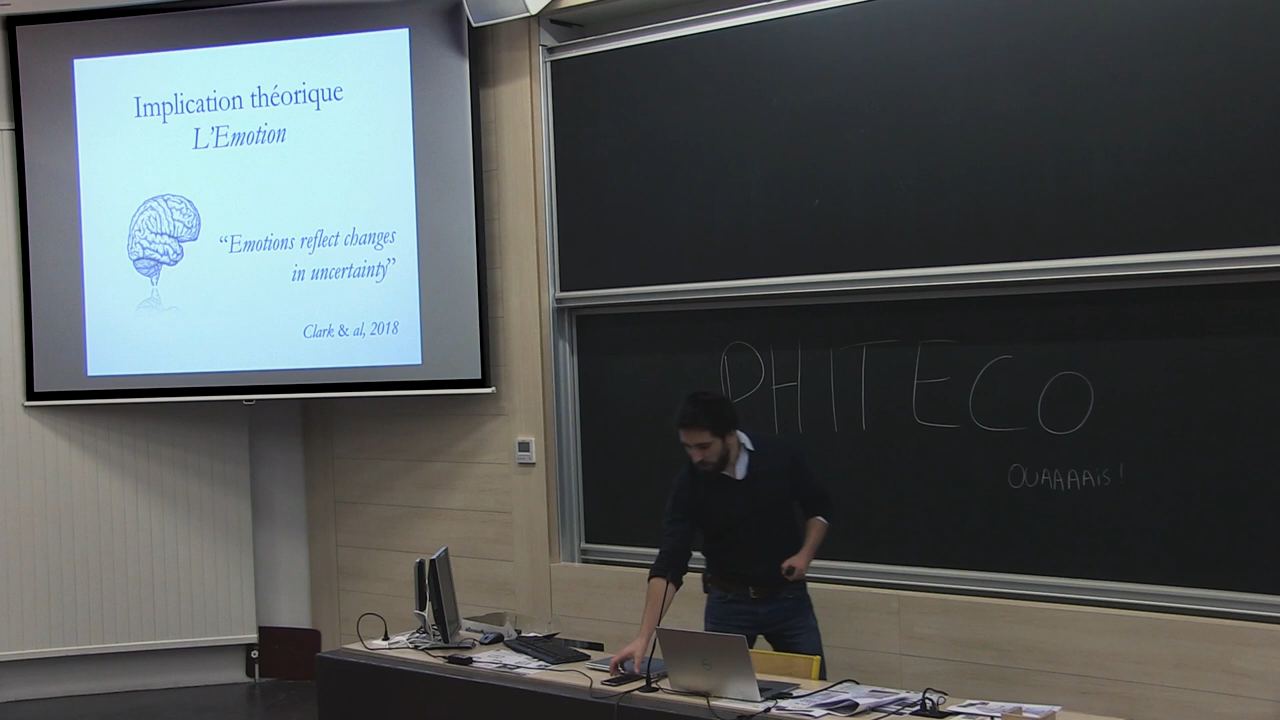 Implication théorique
L'Emotion
“Emotions reflect changes
in uncertainty”
Clark & al, 2018
PHITECO
OUAAAAis !